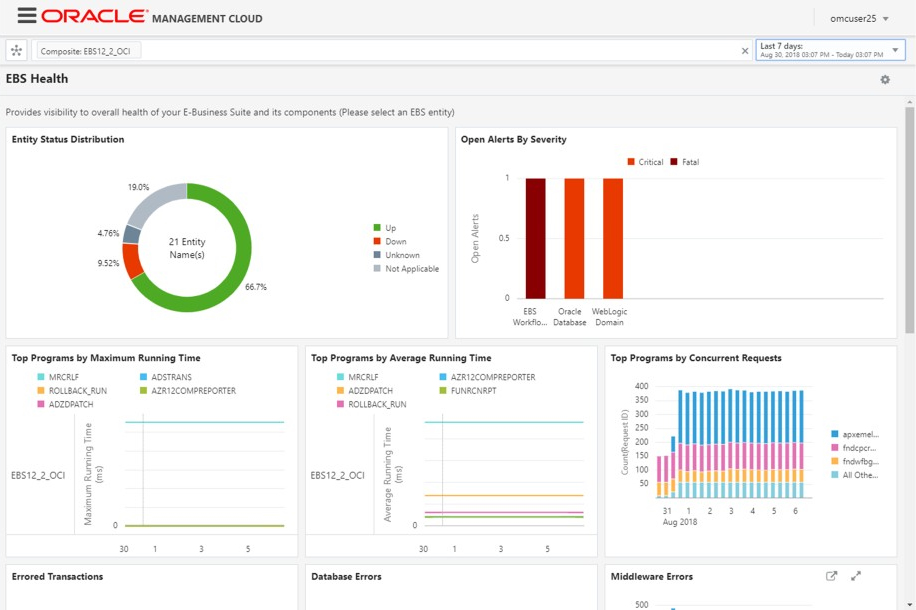 ORACLE MANAGEMENT CLOUD
omcuser25
Composite: EBS12_2_OCI
Last 7 days:
Aug 30, 2018 03:07 PM - Today 03:07 PM
EBS Health
Provides visibility to overall health of your E-Business Suite and its components (Please select an EBS entity)
Entity Status Distribution
19.0%
4.76%
9.52%
66.7%
21 Entity
Name(s)
Up
Down
Unknown
Not Applicable
Open Alerts By Severity
Critical Fatal
Open Alerts
1
0.5
0
EBS
Workflo...
Oracle
Database
WebLogic
Domain
Top Programs by Maximum Running Time
MRCRLF ADSTRANS
ROLLBACK_RUN AZR12COMPREPORTER
ADZDPATCH
EBS12_2_OCI
Maximum Running Time
(ms)
0
30 1 3 5
Top Programs by Average Running Time
MRCRLF AZR12COMPREPORTER
ADZDPATCH FUNRCNRPT
ROLLBACK_RUN
EBS12_2_OCI
Average Running Time
(ms)
0
30 1 3 5
Top Programs by Concurrent Requests
Count(Request ID)
400
350
300
250
200
150
100
50
31 1 2 3 4 5 6
Aug 2018
apxemel...
fndcpcr...
fndwfbg...
All Othe...
Errored Transactions
Database Errors
Middleware Errors
500